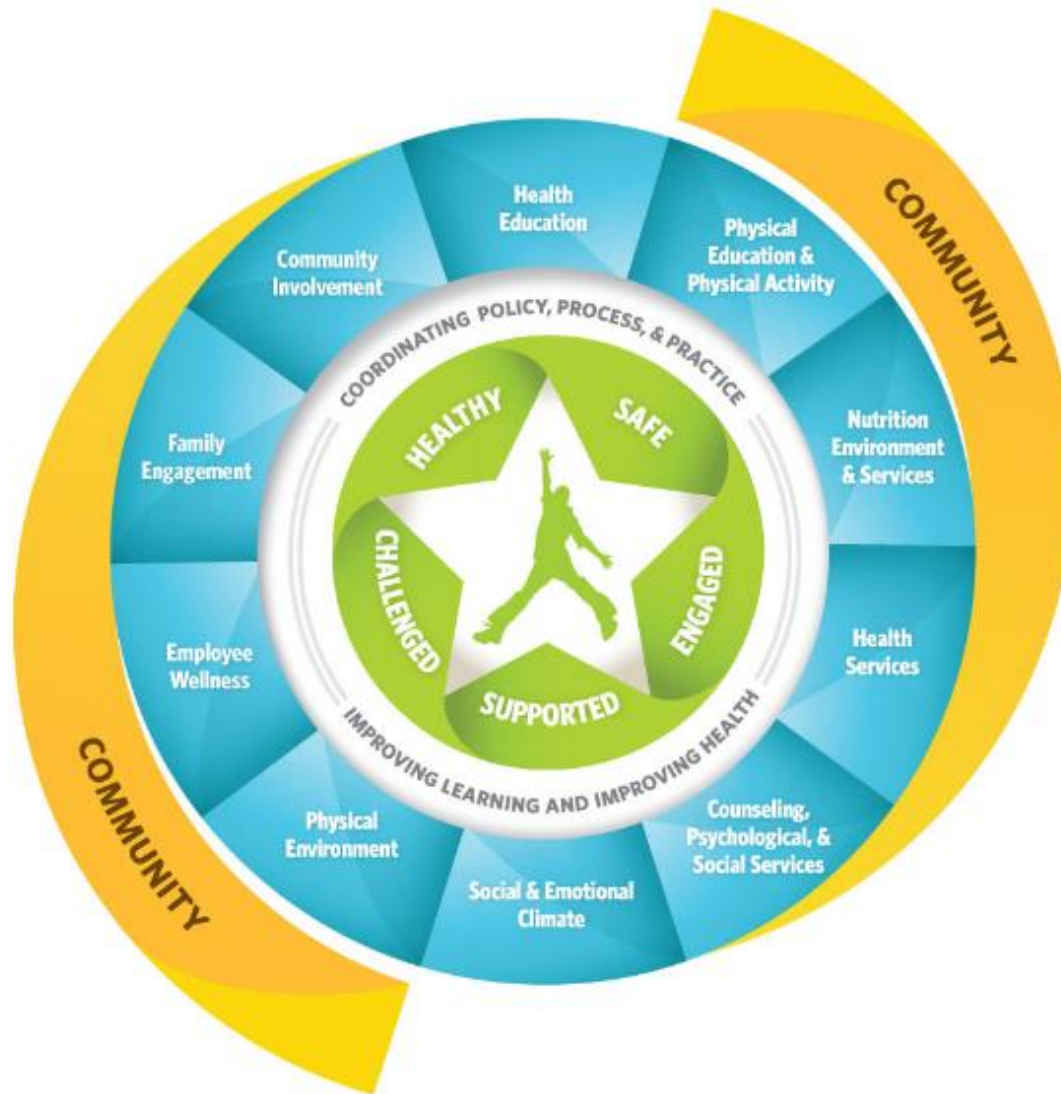 COMMUNITY
Health
Education
Physical
Education &
Physical Activity
Nutrition
Environment
& Services
Health
Services
Counseling,
Psychological, &
Social Services
Social & Emotional
Climate
Physical
Environment
Employee
Wellness
Family
Engagement
Community
Involvement
COORDINATING POLICY, PROCESS, & PRACTICE
IMPROVING LEARNING AND IMPROVING HEALTH
HEALTHY
SAFE
ENGAGED
SUPPORTED
CHALLENGED
COMMUNITY